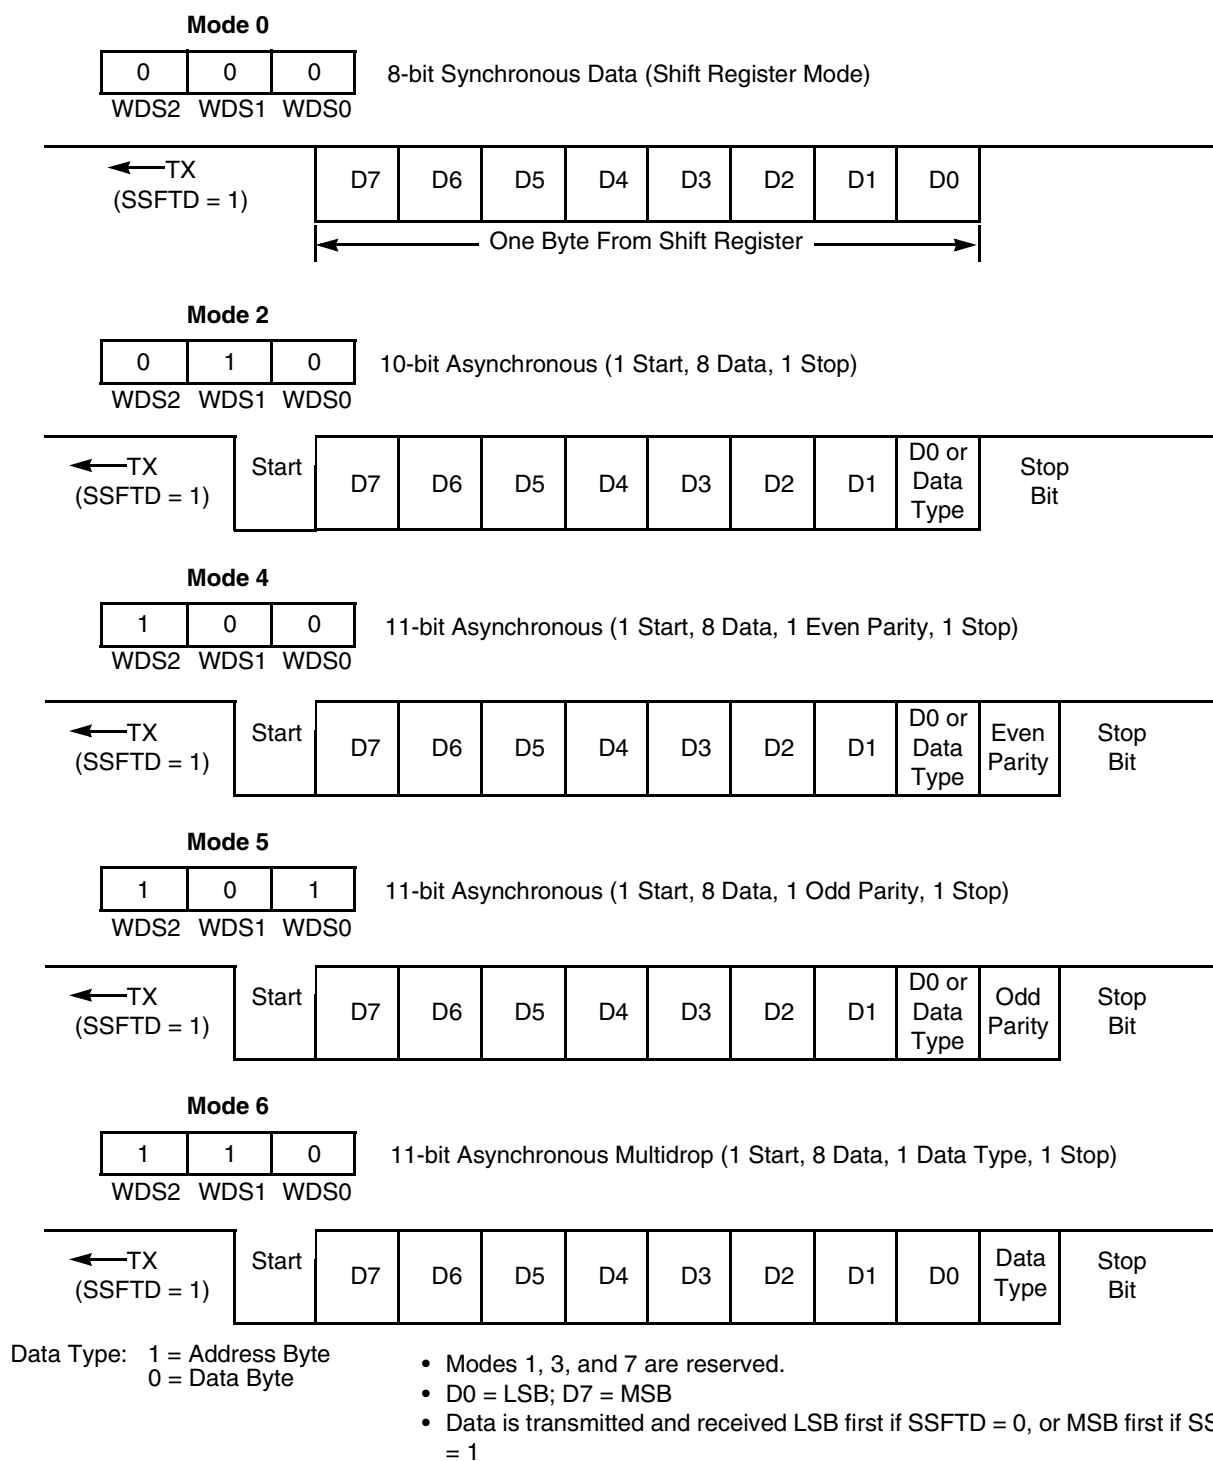 Mode 0
0 0 0 8-bit Synchronous Data (Shift Register Mode)
WDS2 WDS1 WDS0
TX
(SSFTD = 1)
D7 D6 D5 D4 D3 D2 D1 D0
One Byte From Shift Register
Mode 2
0 1 0 10-bit Asynchronous (1 Start, 8 Data, 1 Stop)
WDS2 WDS1 WDS0
TX
(SSFTD = 1)
Start D7 D6 D5 D4 D3 D2 D1
D0 or
Data
Type
Stop
Bit
Mode 4
1 0 0 11-bit Asynchronous (1 Start, 8 Data, 1 Even Parity, 1 Stop)
WDS2 WDS1 WDS0
TX
(SSFTD = 1)
Start D7 D6 D5 D4 D3 D2 D1
D0 or
Data
Type
Even
Parity
Stop
Bit
Mode 5
1 0 1 11-bit Asynchronous (1 Start, 8 Data, 1 Odd Parity, 1 Stop)
WDS2 WDS1 WDS0
TX
(SSFTD = 1)
Start D7 D6 D5 D4 D3 D2 D1
D0 or
Data
Type
Odd
Parity
Stop
Bit
Mode 6
1 1 0 11-bit Asynchronous Multidrop (1 Start, 8 Data, 1 Data Type, 1 Stop)
WDS2 WDS1 WDS0
TX
(SSFTD = 1)
Start D7 D6 D5 D4 D3 D2 D1 D0
Data
Type
Stop
Bit
Data Type: 1 = Address Byte
0 = Data Byte
• Modes 1, 3, and 7 are reserved.
• D0 = LSB; D7 = MSB
• Data is transmitted and received LSB first if SSFTD = 0, or MSB first if
= 1